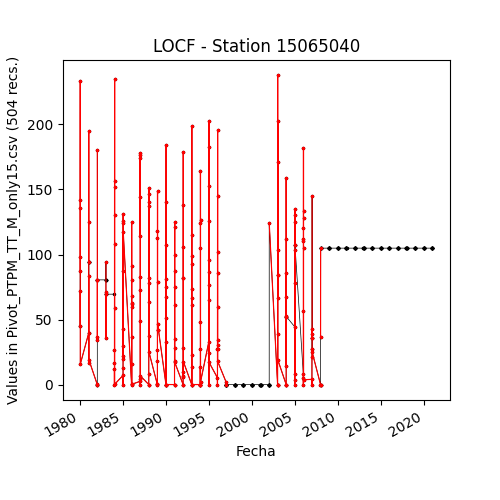 LOCF - Station 15065040
Values in Pivot_PTPM_TT_M_only15.csv (504 recs.)
200
150
100
50
0
1980 1985 1990 1995 2000 2005 2010 2015 2020
Fecha